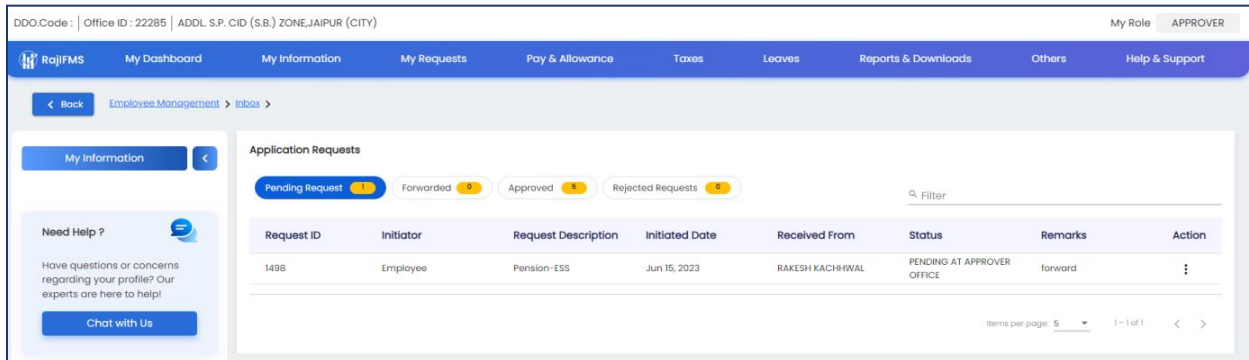 DDO.Code : | Office ID : 22285 | ADDL. S.P. CID (S.B.) ZONE,JAIPUR (CITY) My Role APPROVER
RajIFMS My Dashboard My Information My Requests Pay & Allowance Taxes Leaves Reports & Downloads Others Help & Support
< Back Employee Management > Inbox >
My Information <
Application Requests
Pending Request 1 Forwarded 0 Approved 5 Rejected Requests 0
Filter
Need Help ?
Have questions or concerns
regarding your profile? Our
experts are here to help!
Chat with Us
Request ID Initiator Request Description Initiated Date Received From Status Remarks Action
1498 Employee Pension-ESS Jun 15, 2023 RAKESH KACHHWAL PENDING AT APPROVER forward
OFFICE
Items per page: 5 1 – 1 of 1 < >